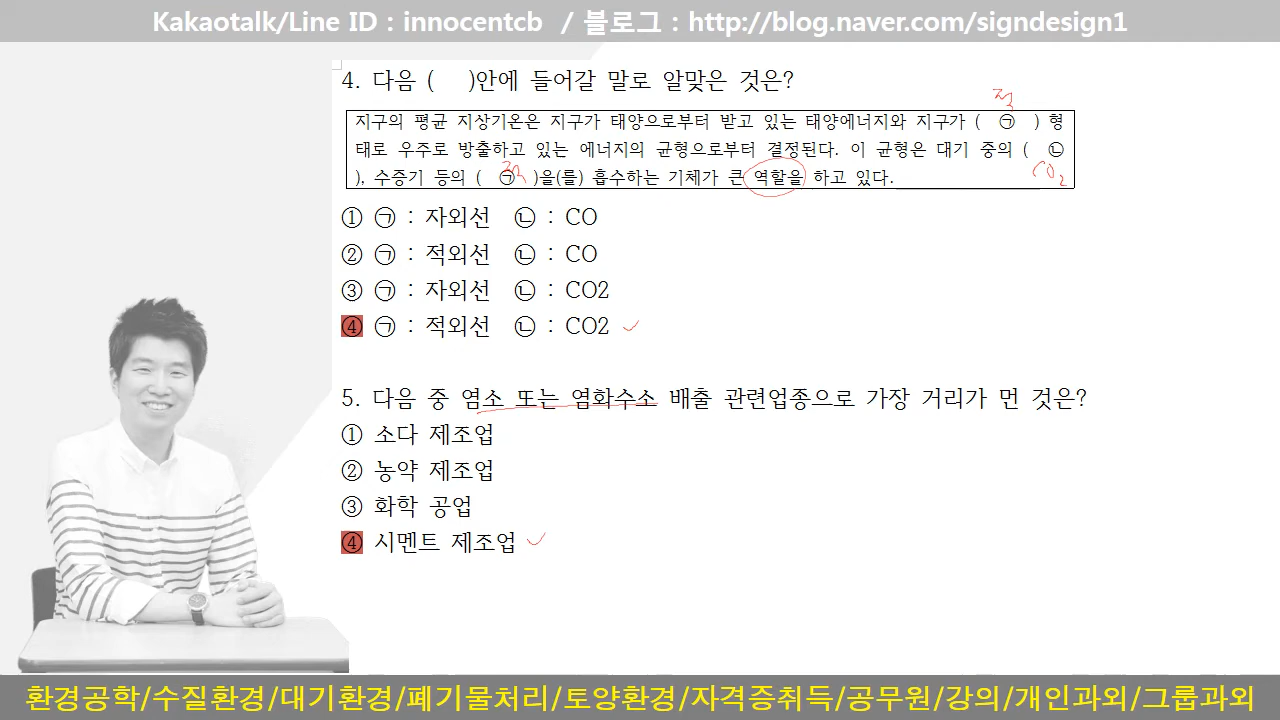 Kakaotalk/Line ID : innocentcb / 블로그 : http://blog.naver.com/signdesign1
4. 다음 ( )안에 들어갈 말로 알맞은 것은?
적
지구의 평균 지상기온은 지구가 태양으로부터 받고 있는 태양에너지와 지구가 ( ㉠ ) 형
태로 우주로 방출하고 있는 에너지의 균형으로부터 결정된다. 이 균형은 대기 중의 ( ㉡
), 수증기 등의 ( ㉠ )을(를) 흡수하는 기체가 큰 역할을 하고 있다.
CO2
① ㉠ : 자외선 ㉡ : CO
② ㉠ : 적외선 ㉡ : CO
③ ㉠ : 자외선 ㉡ : CO2
④ ㉠ : 적외선 ㉡ : CO2
5. 다음 중 염소 또는 염화수소 배출 관련업종으로 가장 거리가 먼 것은?
① 소다 제조업
② 농약 제조업
③ 화학 공업
④ 시멘트 제조업
환경공학/수질환경/대기환경/폐기물처리/토양환경/자격증취득/공무원/강의/개인과외/그룹과외